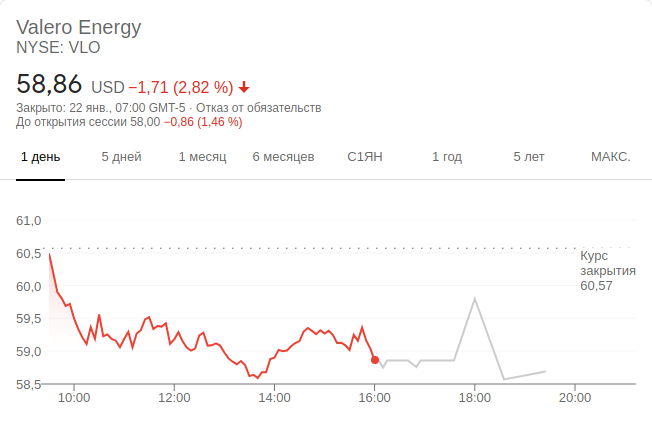 Valero Energy
NYSE: VLO
58,86 USD −1,71 (2,82 %)
Закрыто: 22 янв., 07:00 GMT-5 · Отказ от обязательств
До открытия сессии 58,00 −0,86 (1,46 %)
1 день 5 дней 1 месяц 6 месяцев С1ЯН 1 год 5 лет МАКС.
61,0
60,5
Курс
закрытия
60,57
60,0
59,5
59,0
58,5
10:00 12:00 14:00 16:00 18:00 20:00